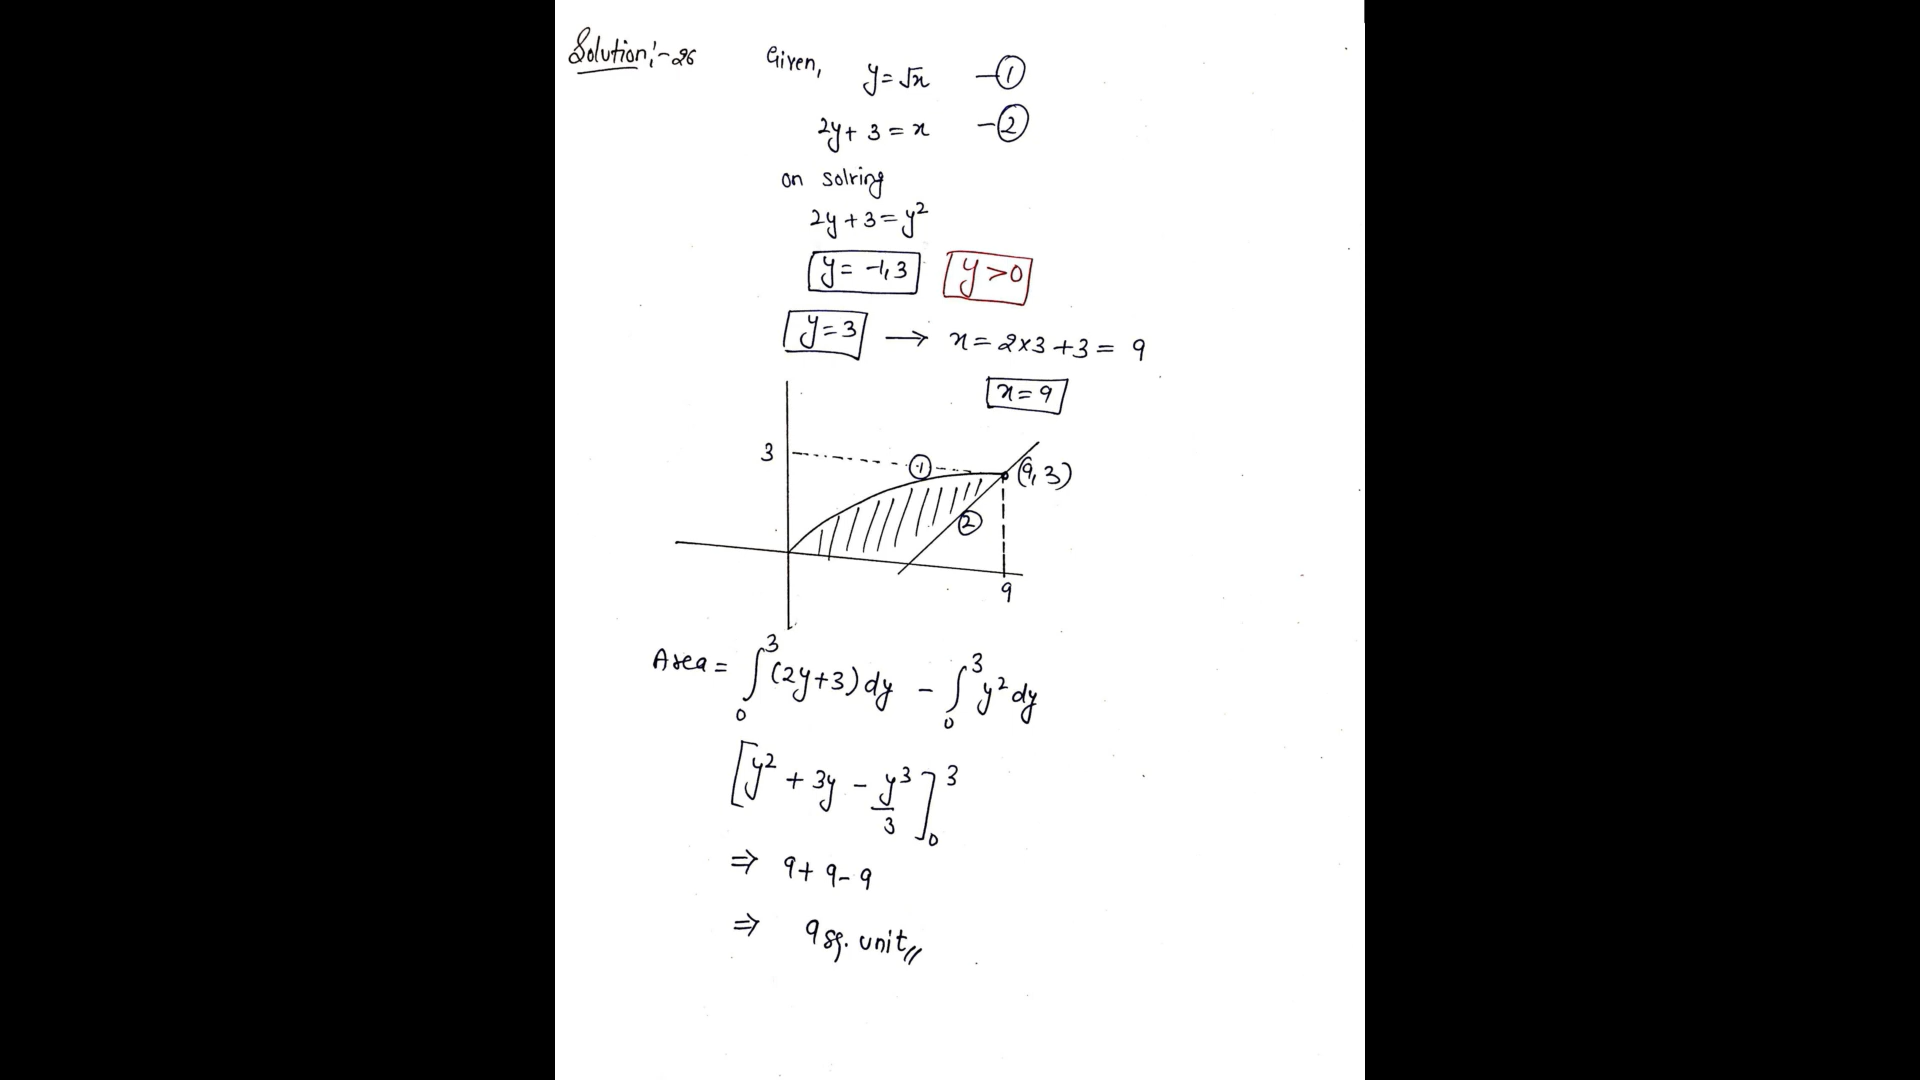 Solution:-26 Given, y = √x -①
2y + 3 = x -②
on solving
2y + 3 = y²
y = -1, 3 y > 0
y = 3 → x = 2×3 + 3 = 9
x = 9
3 ① (9, 3)
②
9
Area = ∫₀³ (2y+3) dy - ∫₀³ y² dy
[y² + 3y - y³/3]₀³
⇒ 9 + 9 - 9
⇒ 9 sq. unit//